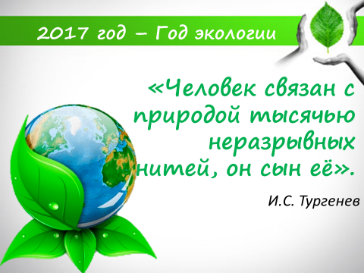 2017 год – Год экологии
«Человек связан с
природой тысячью
неразрывных
нитей, он сын её».
И.С. Тургенев